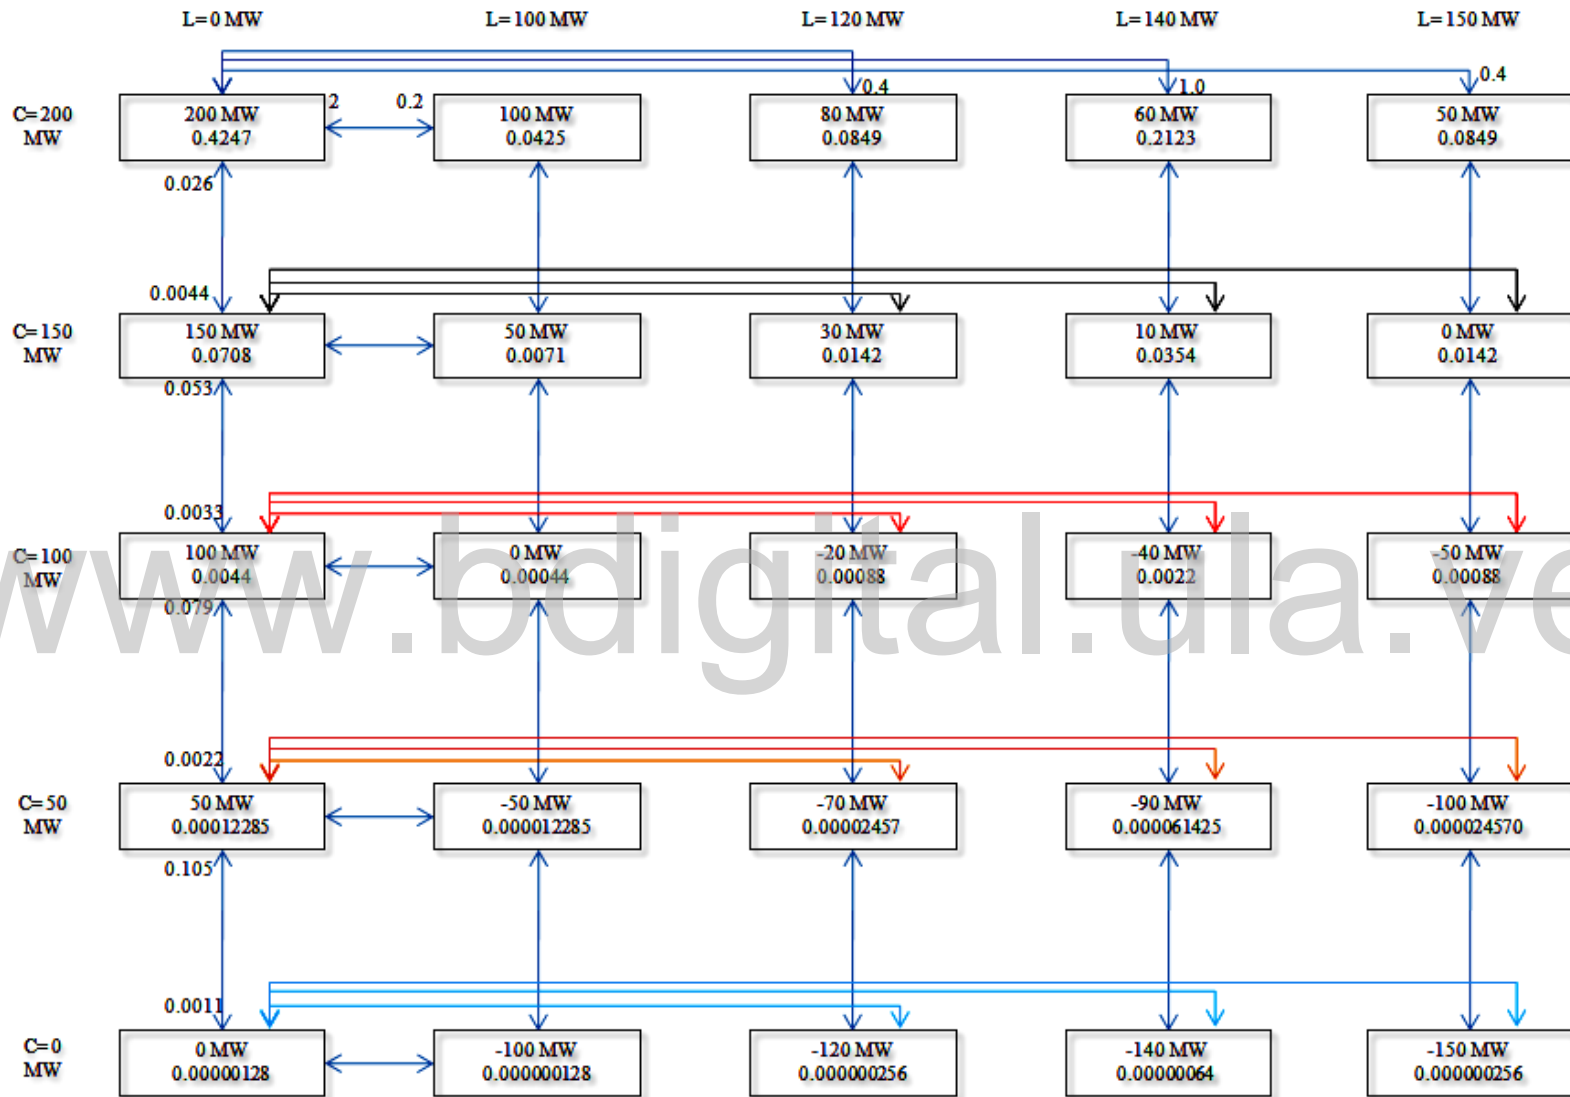 L=0 MW L=100 MW L=120 MW L=140 MW L=150 MW
0.4
2 0.2 0.4 1.0
C=200 MW
200 MW 100 MW 80 MW 60 MW 50 MW
0.4247 0.0425 0.0849 0.2123 0.0849
0.026
0.0044
C=150 MW
150 MW 50 MW 30 MW 10 MW 0 MW
0.0708 0.0071 0.0142 0.0354 0.0142
0.053
0.0033
C=100 MW
100 MW 0 MW -20 MW -40 MW -50 MW
0.0044 0.00044 0.00088 0.0022 0.00088
0.079
www.bdigital.ula.ve
0.0022
C=50 MW
50 MW -50 MW -70 MW -90 MW -100 MW
0.00012285 0.000012285 0.00002457 0.000061425 0.000024570
0.105
0.0011
C=0 MW
0 MW -100 MW -120 MW -140 MW -150 MW
0.00000128 0.000000128 0.000000256 0.00000064 0.000000256